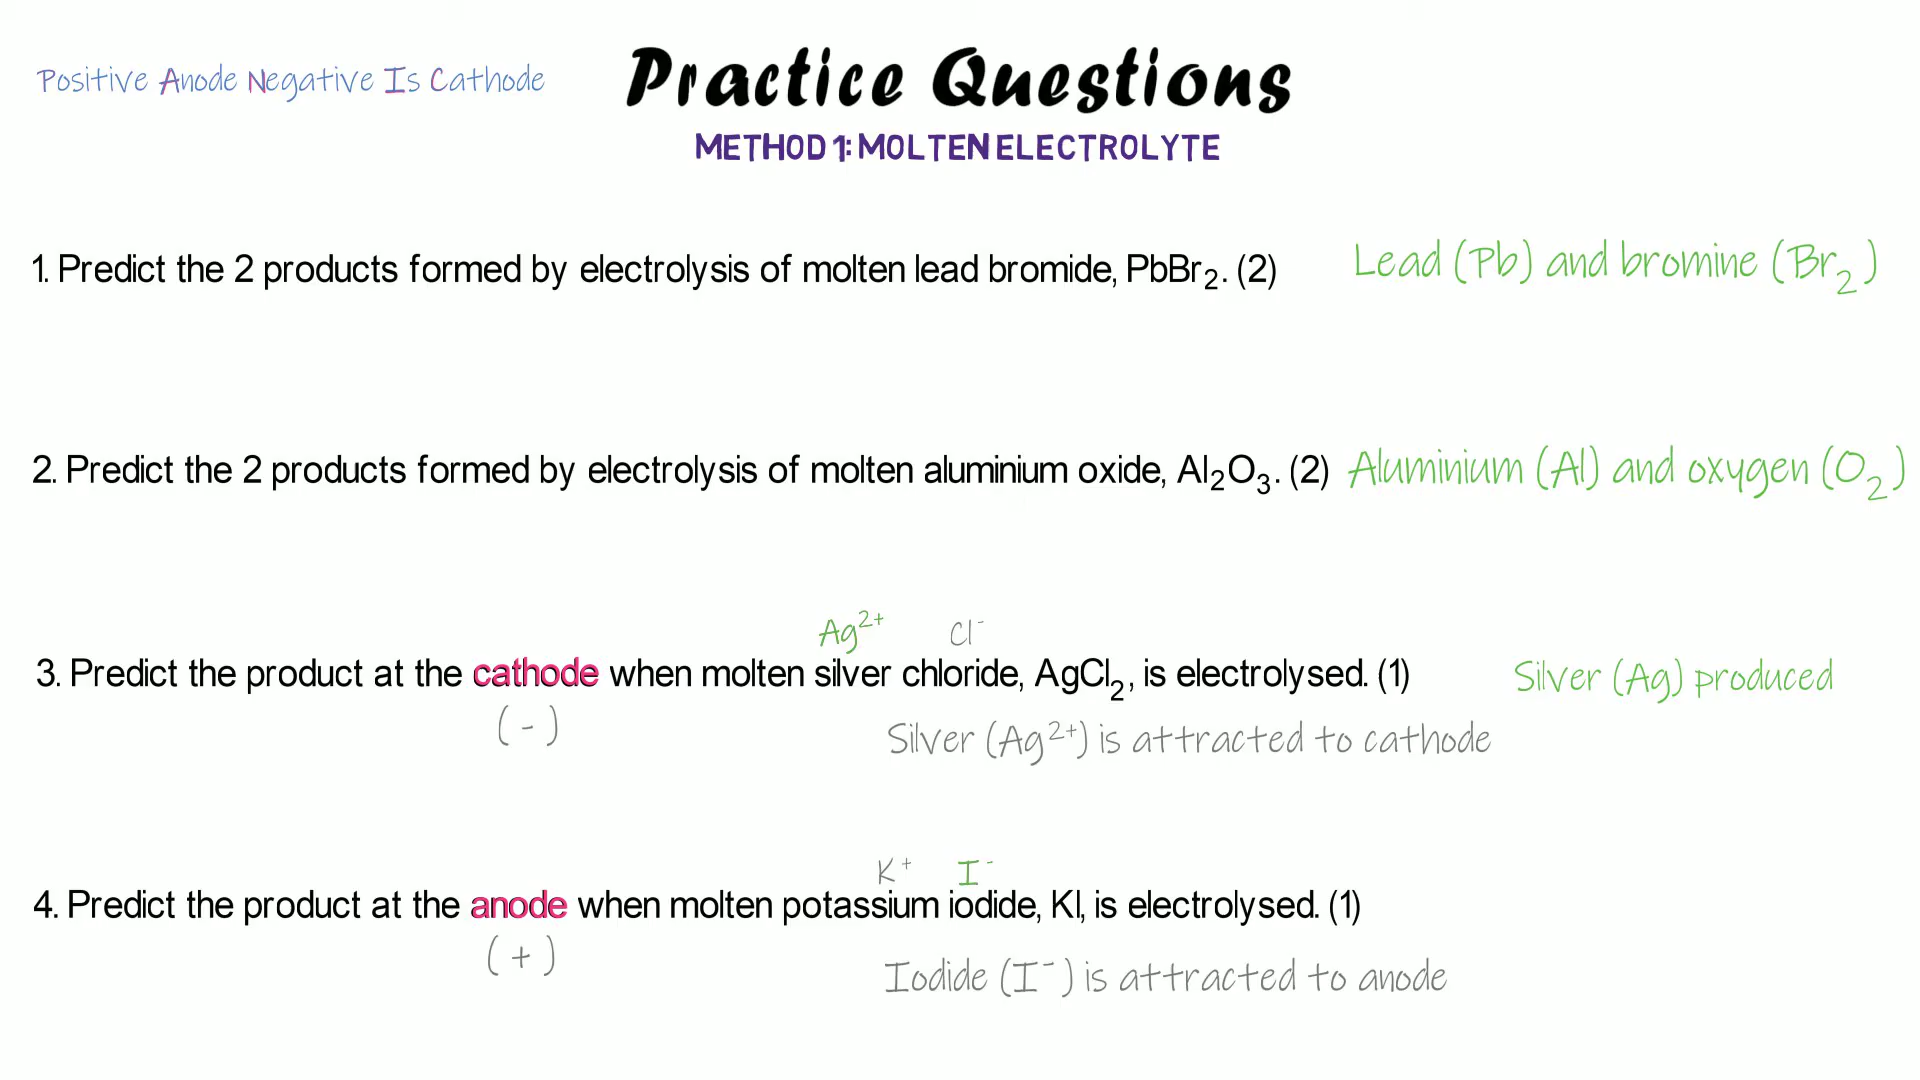 Positive Anode Negative Is Cathode
Practice Questions
METHOD 1: MOLTEN ELECTROLYTE
1. Predict the 2 products formed by electrolysis of molten lead bromide, PbBr₂. (2) Lead (Pb) and bromine (Br₂)
2. Predict the 2 products formed by electrolysis of molten aluminium oxide, Al₂O₃. (2) Aluminium (Al) and oxygen (O₂)
Ag²⁺ Cl⁻
3. Predict the product at the cathode when molten silver chloride, AgCl₂, is electrolysed. (1) Silver (Ag) produced
(-) Silver (Ag²⁺) is attracted to cathode
K⁺ I⁻
4. Predict the product at the anode when molten potassium iodide, KI, is electrolysed. (1)
(+) Iodide (I⁻) is attracted to anode